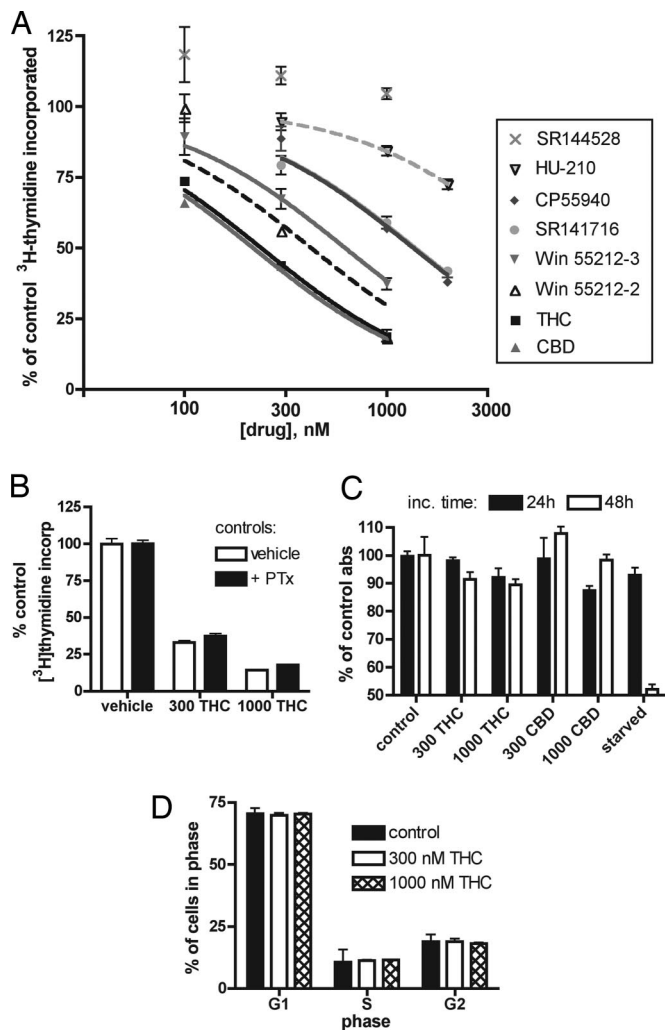 A
% of control ³H-thymidine incorporated
125
100
75
50
25
0
100
300
1000
3000
[drug], nM
SR144528
HU-210
CP55940
SR141716
Win 55212-3
Win 55212-2
THC
CBD
B
% control
[³H]thymidine incorp
125
100
75
50
25
0
controls:
vehicle
+ PTx
vehicle
300 THC
1000 THC
C
inc. time:
24h
48h
% of control abs
110
100
90
80
70
60
50
control
300 THC
1000 THC
300 CBD
1000 CBD
starved
D
% of cells in phase
75
50
25
0
control
300 nM THC
1000 nM THC
G1
S
G2
phase